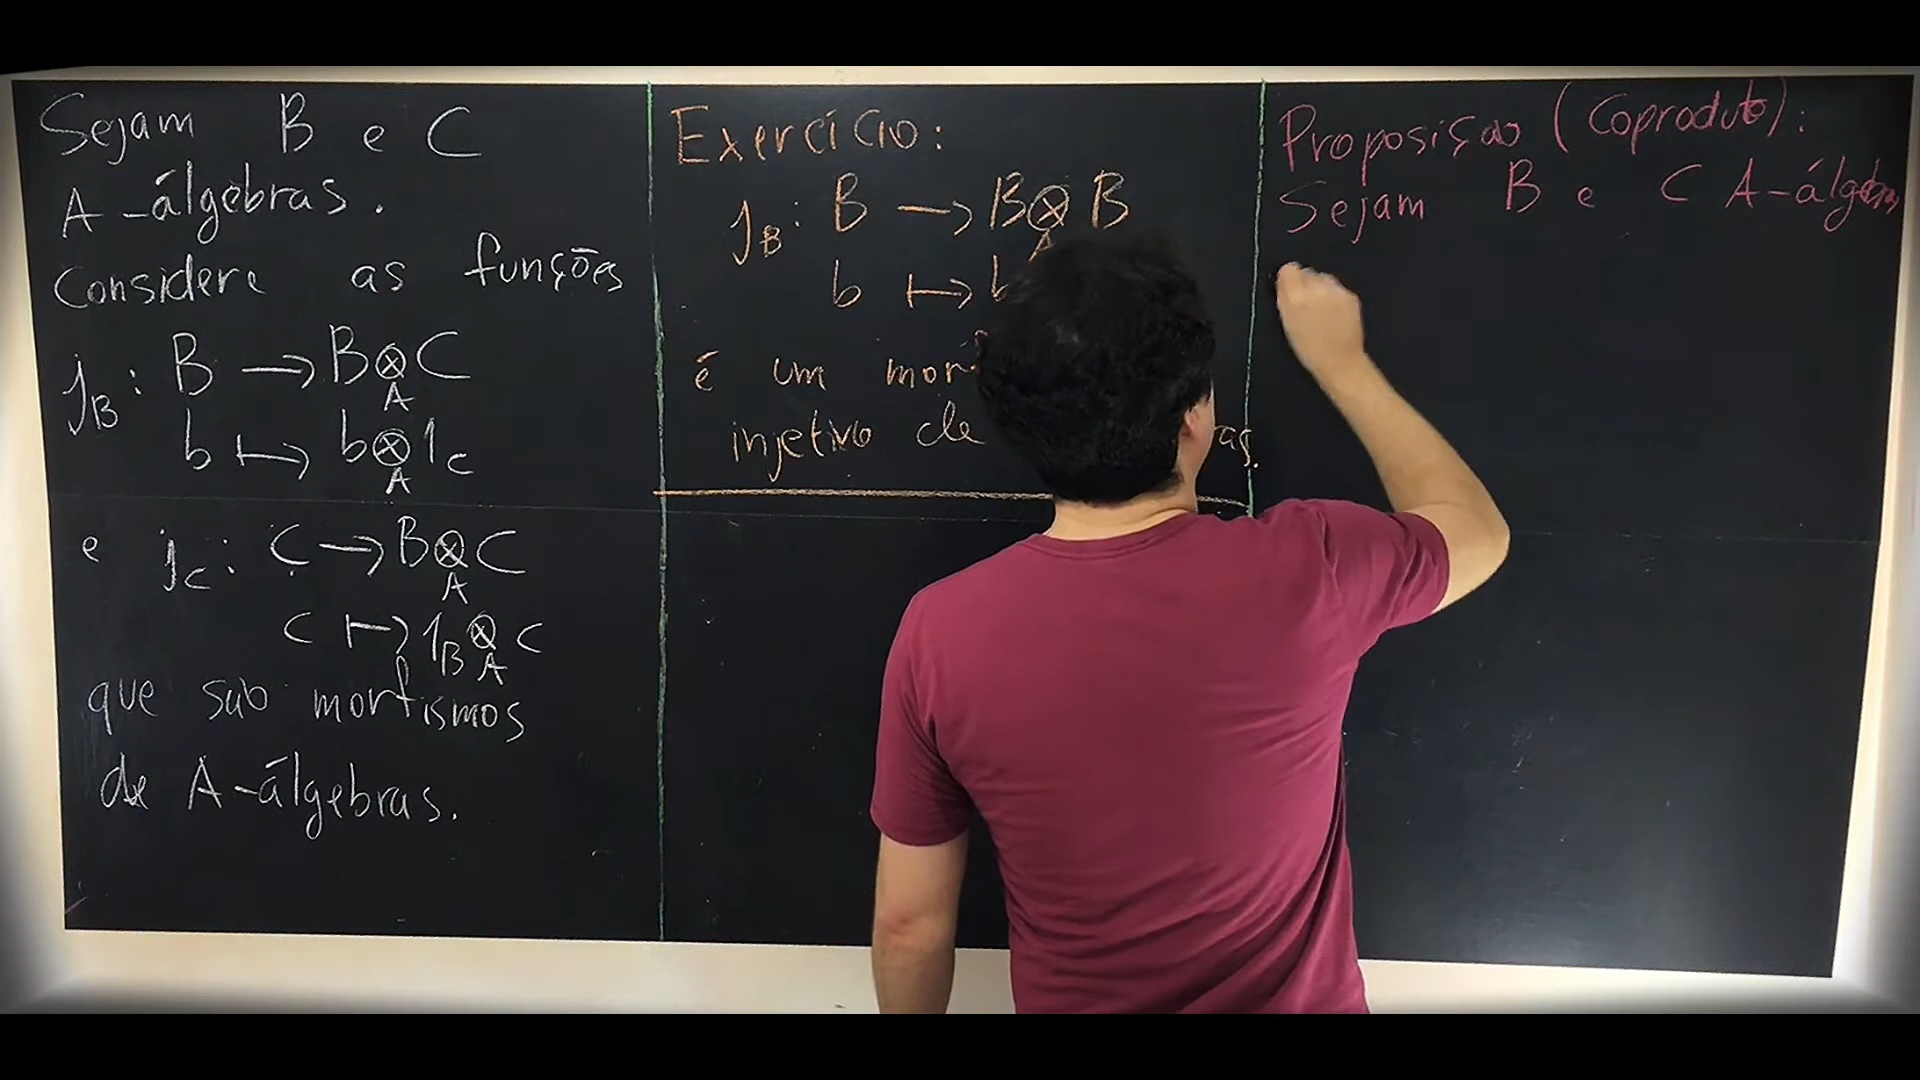 Sejam B e C
A-álgebras.
Considere as funções
j_B: B → B⊗_A C
b ↦ b⊗_A 1_C
e j_C: C → B⊗_A C
c ↦ 1_B ⊗_A c
que são morfismos
de A-álgebras.
Exercício:
j_B: B → B⊗_A B
b ↦ b
é um
injetivo de
Proposição (Coproduto):
Sejam B e C A-álgebras